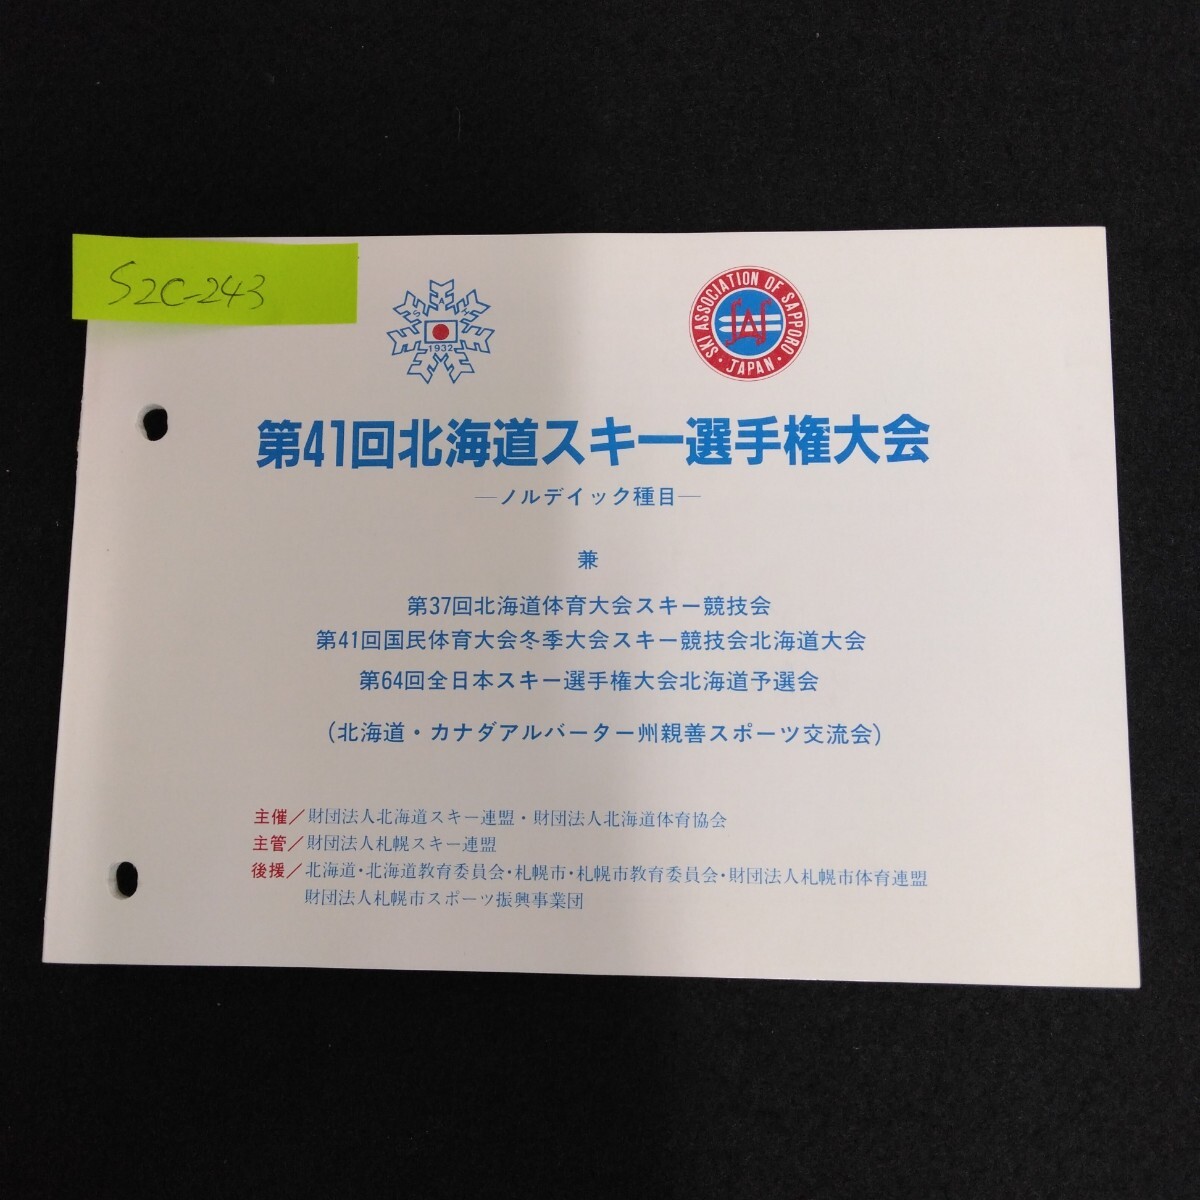 S2C-243
1932
SKI ASSOCIATION OF SAPPORO
・JAPAN・
第41回北海道スキー選手権大会
―ノルデイック種目―
兼
第37回北海道体育大会スキー競技会
第41回国民体育大会冬季大会スキー競技会北海道大会
第64回全日本スキー選手権大会北海道予選会
(北海道・カナダアルバーター州親善スポーツ交流会)
主催／財団法人北海道スキー連盟・財団法人北海道体育協会
主管／財団法人札幌スキー連盟
後援／北海道・北海道教育委員会・札幌市・札幌市教育委員会・財団法人札幌市体育連盟
財団法人札幌市スポーツ振興事業団